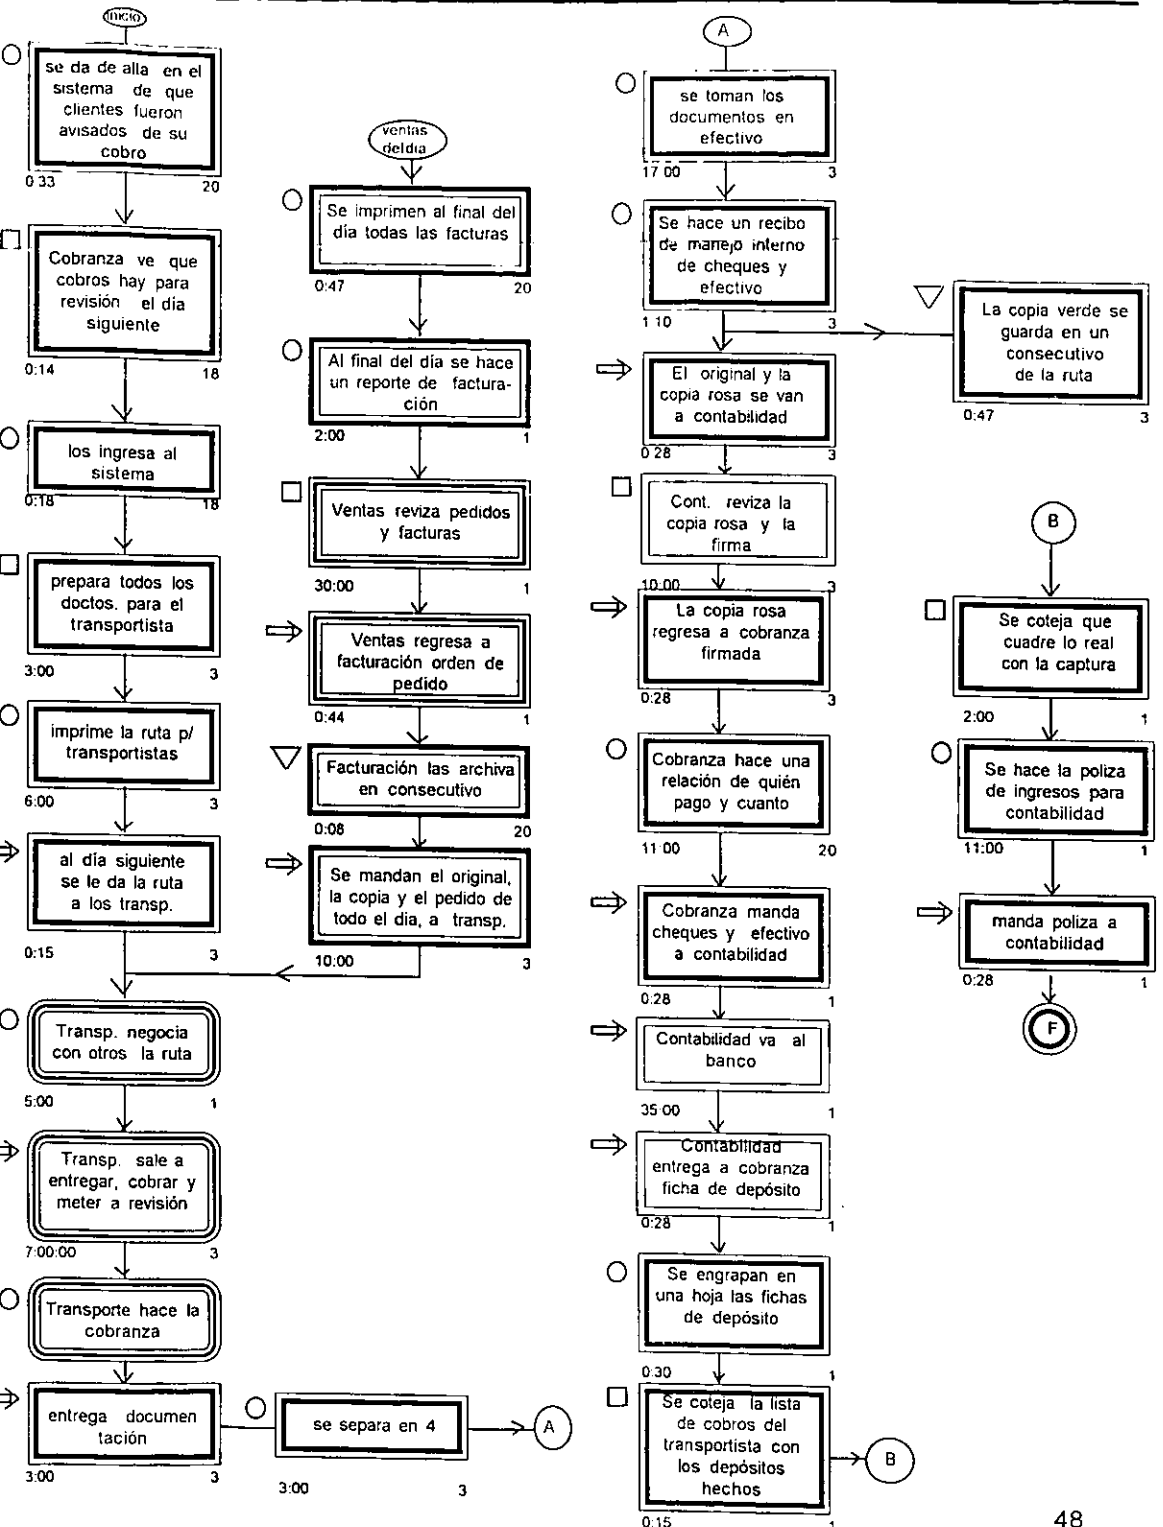 inicio
se da de alla en el
sistema de que
clientes fueron
avisados de su
cobro
0:33 20
Cobranza ve que
cobros hay para
revisión el día
siguiente
0:14 18
los ingresa al
sistema
0:18 18
prepara todos los
doctos. para el
transportista
3:00 3
imprime la ruta p/
transportistas
6:00 3
al día siguiente
se le da la ruta
a los transp.
0:15 3
ventas
del dia
Se imprimen al final del
día todas las facturas
0:47 20
Al final del día se hace
un reporte de factura-
ción
2:00 1
Ventas reviza pedidos
y facturas
30:00 1
Ventas regresa a
facturación orden de
pedido
0:44 1
Facturación las archiva
en consecutivo
0:08 20
Se mandan el original,
la copia y el pedido de
todo el dia, a transp.
10:00 3
Transp. negocia
con otros la ruta
5:00 1
Transp. sale a
entregar, cobrar y
meter a revisión
7:00:00 3
Transporte hace la
cobranza
entrega documen
tación
3:00 3
se separa en 4
3:00 3
A
A
se toman los
documentos en
efectivo
17:00 3
Se hace un recibo
de manejo interno
de cheques y
efectivo
1:10 3
La copia verde se
guarda en un
consecutivo
de la ruta
0:47 3
El original y la
copia rosa se van
a contabilidad
0:28 3
Cont. reviza la
copia rosa y la
firma
10:00 3
La copia rosa
regresa a cobranza
firmada
0:28 3
Cobranza hace una
relación de quién
pago y cuanto
11:00 20
Cobranza manda
cheques y efectivo
a contabilidad
0:28 1
Contabilidad va al
banco
35:00 1
Contabilidad
entrega a cobranza
ficha de depósito
0:28 1
Se engrapan en
una hoja las fichas
de depósito
0:30 1
Se coteja la lista
de cobros del
transportista con
los depósitos
hechos
0:15 1
B
B
Se coteja que
cuadre lo real
con la captura
2:00 1
Se hace la poliza
de ingresos para
contabilidad
11:00 1
manda poliza a
contabilidad
0:28 1
F
48